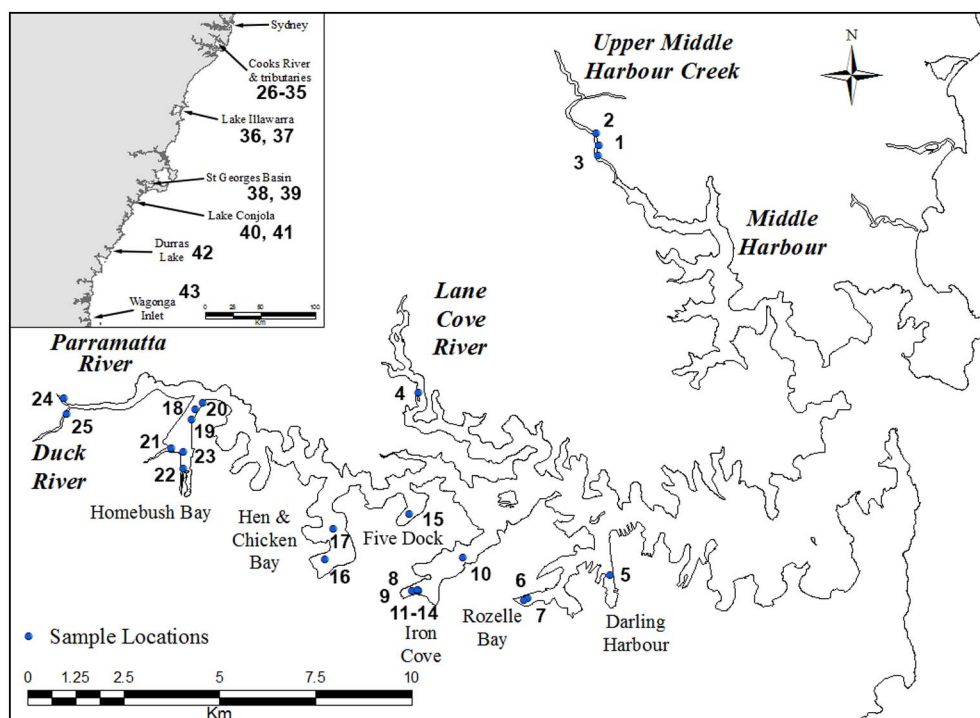 Sydney
Cooks River
& tributaries
26-35
Lake Illawarra
36, 37
St Georges Basin
38, 39
Lake Conjola
40, 41
Durras
Lake
42
43
Wagonga
Inlet
0 25 50 100
Km
Upper Middle
Harbour Creek
N
2
1
3
Middle
Harbour
Lane
Cove
River
4
Parramatta
River
24
25
18
20
19
21
23
22
Duck
River
Homebush Bay
Hen &
Chicken
Bay
17
16
15
Five Dock
10
8
9
11-14
Iron
Cove
6
7
Rozelle
Bay
5
Darling
Harbour
Sample Locations
0 1.25 2.5 5 7.5 10
Km